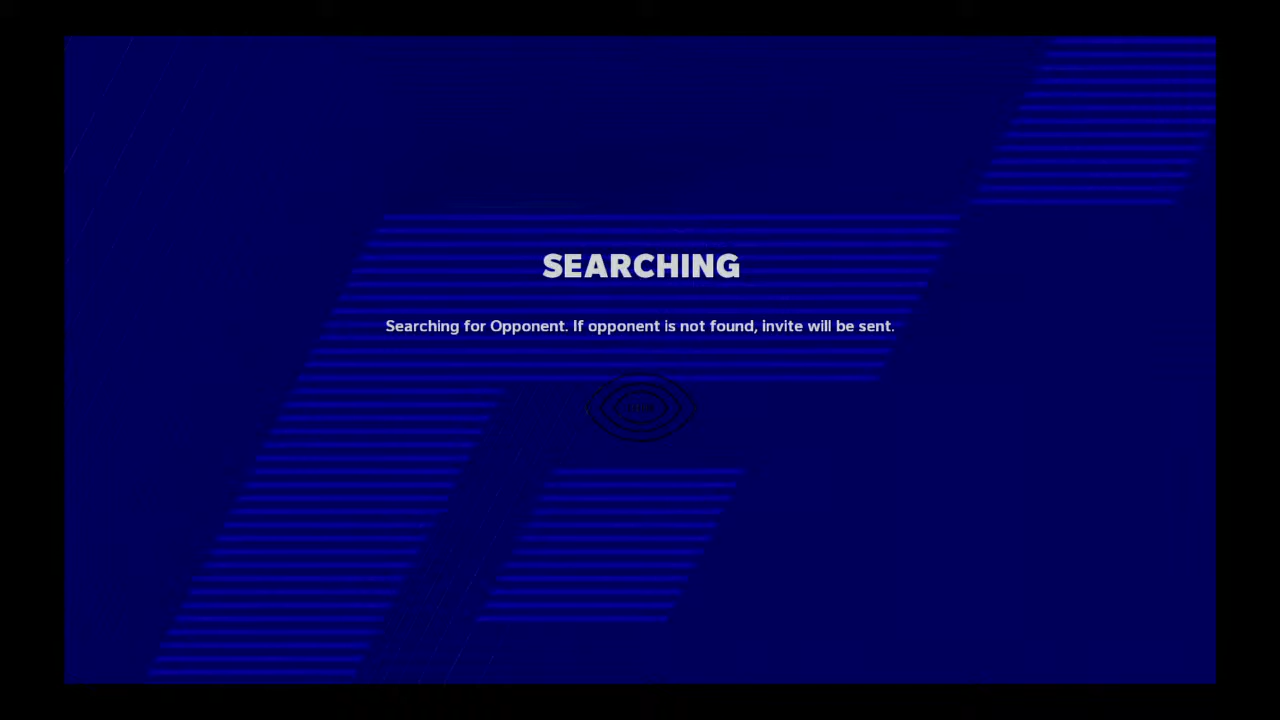 SEARCHING
Searching for Opponent. If opponent is not found, invite will be sent.